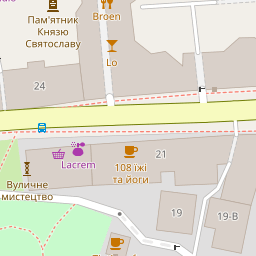 Пам'ятник
Князю
Святославу
Broen
Lo
24
Lacrem
108 їжі
та йоги
21
Вуличне
мистецтво
19
19-В